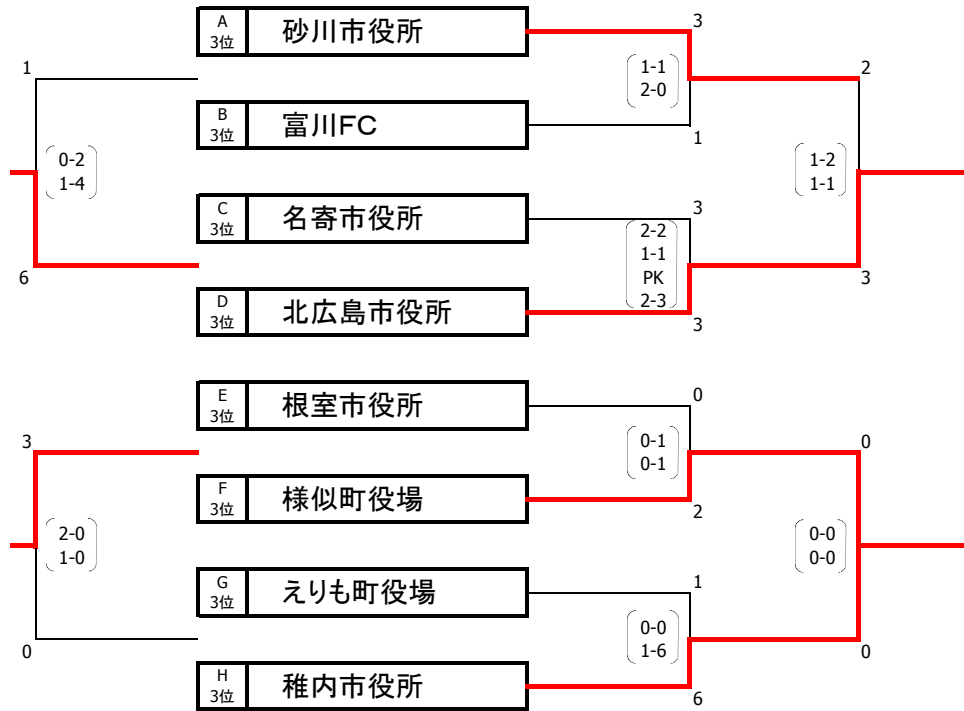 A
3位
砂川市役所
3
1
1-1
2-0
2
B
3位
富川FC
1
0-2
1-4
1-2
1-1
C
3位
名寄市役所
3
2-2
1-1
PK
2-3
6
3
D
3位
北広島市役所
3
E
3位
根室市役所
0
3
0-1
0-1
0
F
3位
様似町役場
2
2-0
1-0
0-0
0-0
G
3位
えりも町役場
1
0-0
1-6
0
0
H
3位
稚内市役所
6